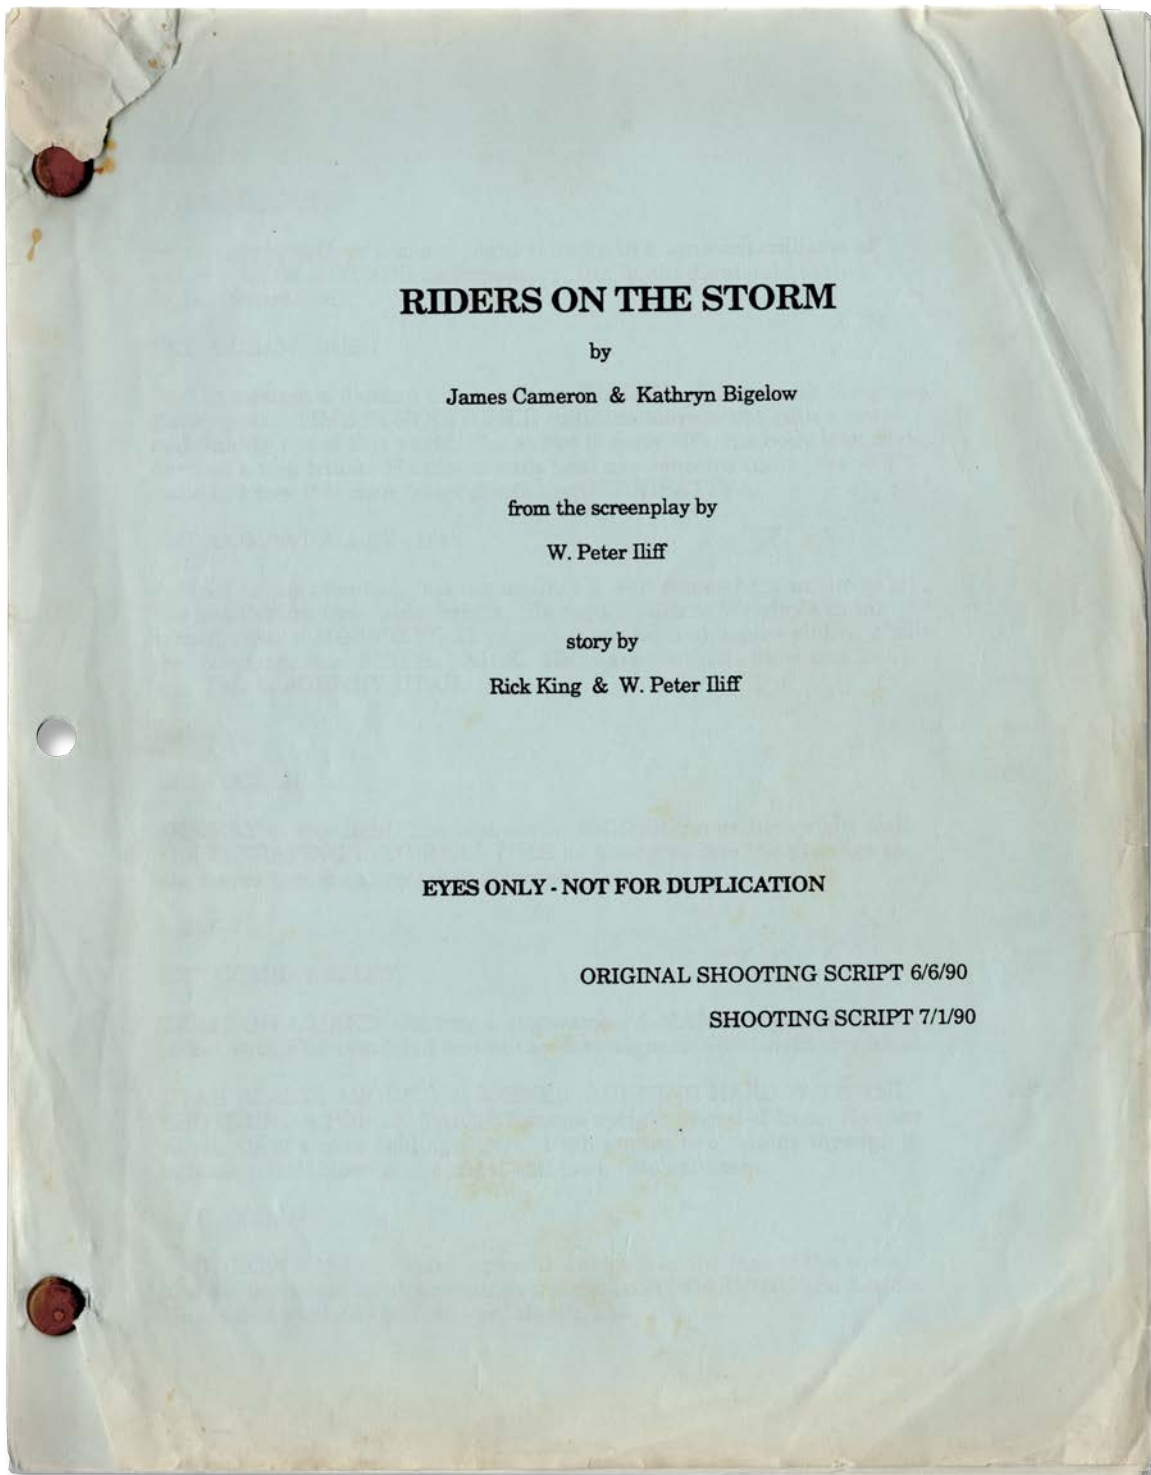 RIDERS ON THE STORM
by
James Cameron & Kathryn Bigelow
from the screenplay by
W. Peter Iliff
story by
Rick King & W. Peter Iliff
EYES ONLY - NOT FOR DUPLICATION
ORIGINAL SHOOTING SCRIPT 6/6/90
SHOOTING SCRIPT 7/1/90